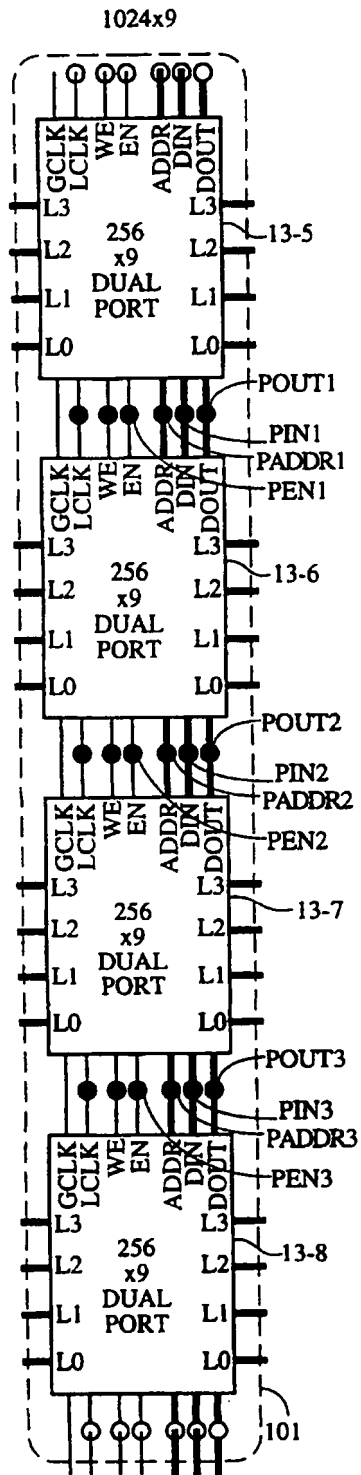 1024x9
GCLK LCLK WE EN ADDR DIN DOUT
L3 L3 13-5
L2 256 x9 DUAL PORT L2
L1 L1
L0 L0
POUT1
PIN1
PADDR1
PEN1
GCLK LCLK WE EN ADDR DIN DOUT
L3 L3 13-6
L2 256 x9 DUAL PORT L2
L1 L1
L0 L0
POUT2
PIN2
PADDR2
PEN2
GCLK LCLK WE EN ADDR DIN DOUT
L3 L3 13-7
L2 256 x9 DUAL PORT L2
L1 L1
L0 L0
POUT3
PIN3
PADDR3
PEN3
GCLK LCLK WE EN ADDR DIN DOUT
L3 L3 13-8
L2 256 x9 DUAL PORT L2
L1 L1
L0 L0
101